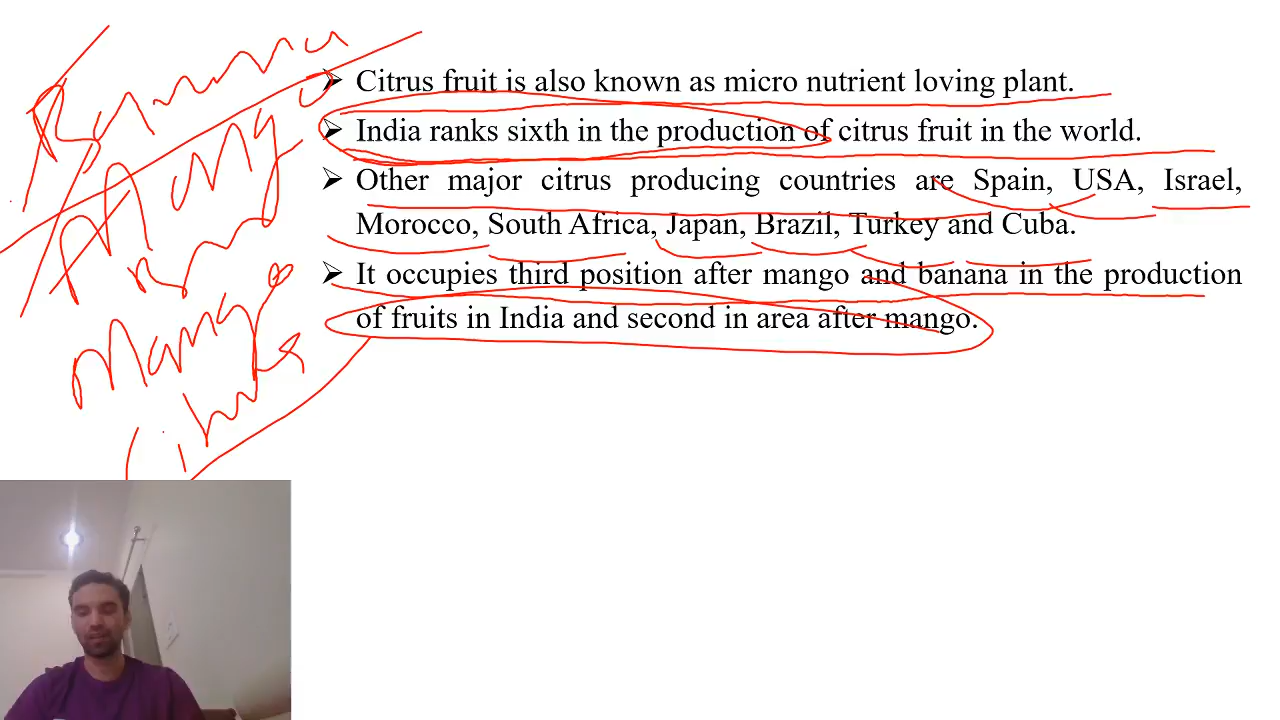 Banana
➢ Citrus fruit is also known as micro nutrient loving plant.
Mango
➢ India ranks sixth in the production of citrus fruit in the world.
➢ Other major citrus producing countries are Spain, USA, Israel,
Morocco, South Africa, Japan, Brazil, Turkey and Cuba.
➢ It occupies third position after mango and banana in the production
of fruits in India and second in area after mango.
Mango
Citrus